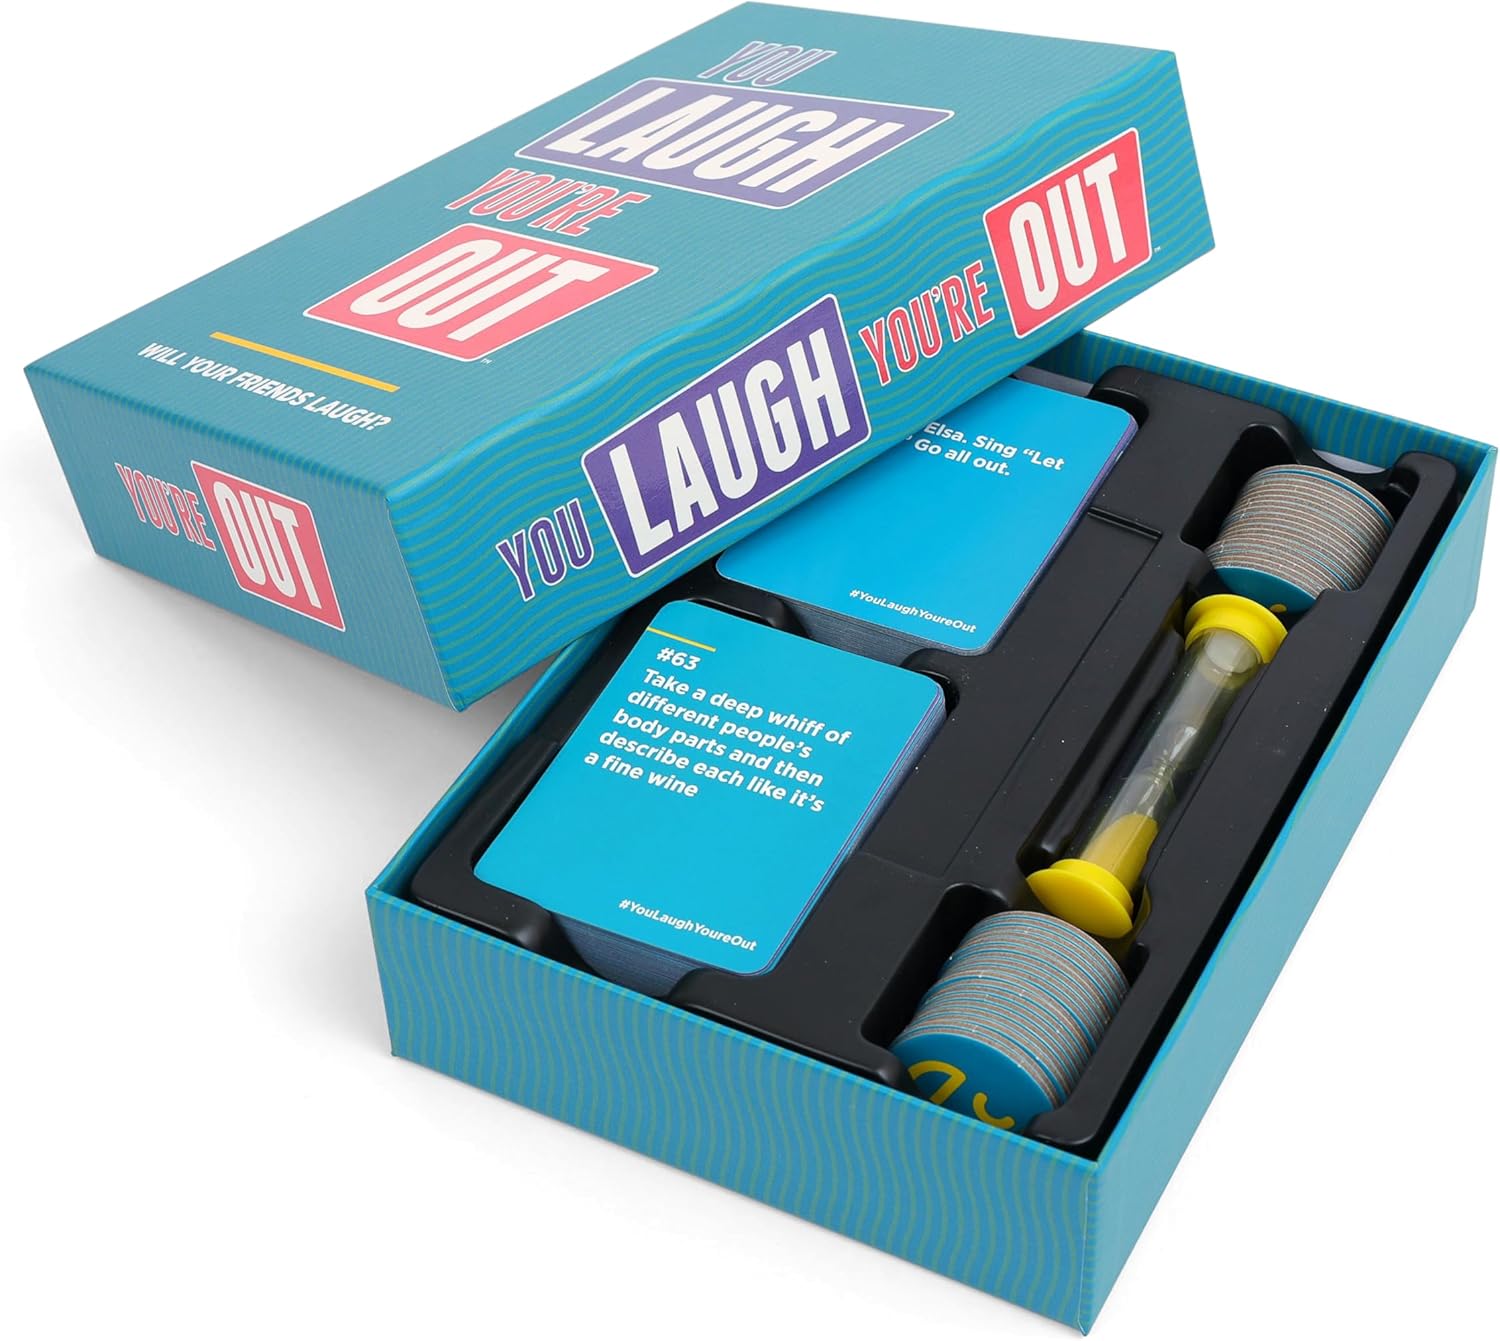 YOU
LAUGH
YOU'RE
OUT
TM
WILL YOUR FRIENDS LAUGH?
YOU'RE OUT
YOU LAUGH YOU'RE OUT
TM
Elsa. Sing “Let
Go all out.
#YouLaughYoureOut
#63
Take a deep whiff of
different people's
body parts and then
describe each like it's
a fine wine
#YouLaughYoureOut